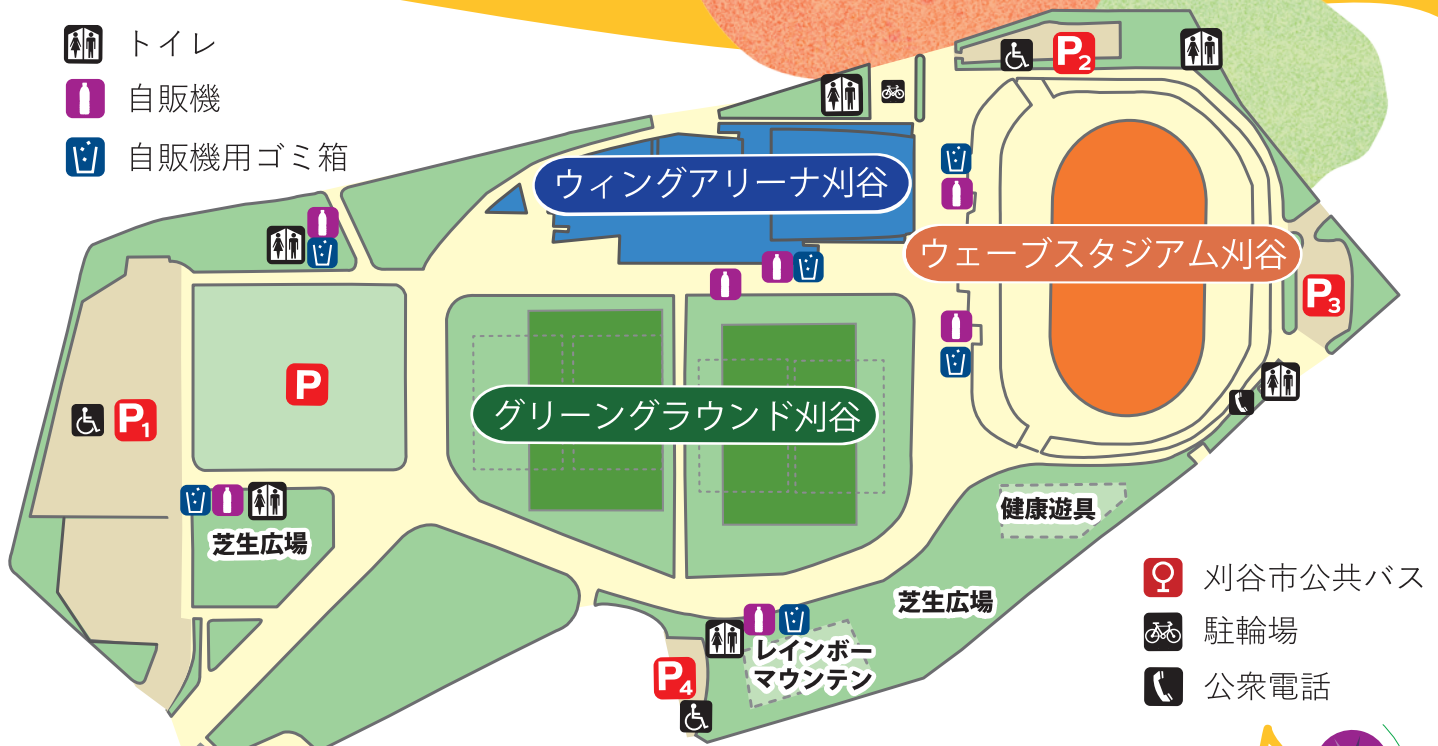 トイレ
自販機
自販機用ゴミ箱
P2
ウィングアリーナ刈谷
ウェーブスタジアム刈谷
P3
P
P1
グリーングラウンド刈谷
健康遊具
芝生広場
芝生広場
レインボー
マウンテン
P4
刈谷市公共バス
駐輪場
公衆電話